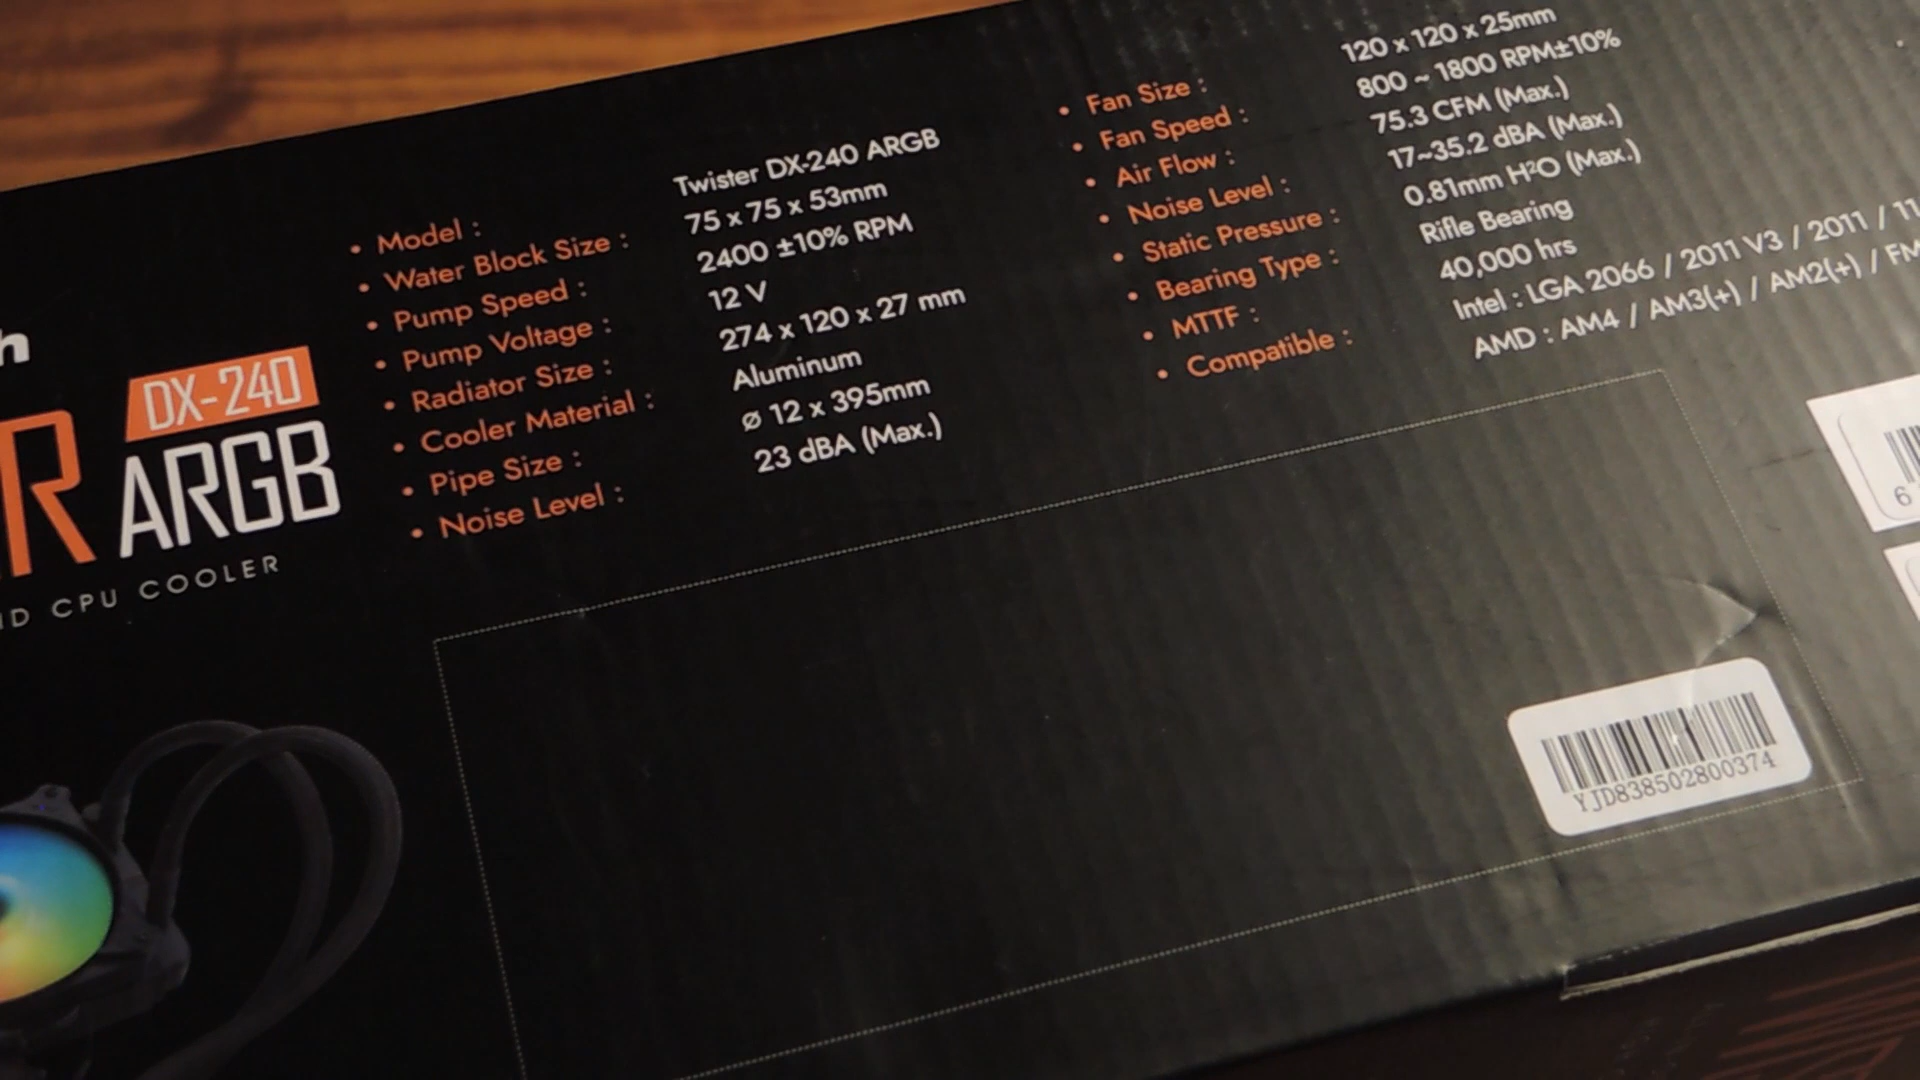 DX-240
ARGB
CPU COOLER
• Model : Twister DX-240 ARGB
• Water Block Size : 75 x 75 x 53mm
• Pump Speed : 2400 ±10% RPM
• Pump Voltage : 12 V
• Radiator Size : 274 x 120 x 27 mm
• Cooler Material : Aluminum
• Pipe Size : ø 12 x 395mm
• Noise Level : 23 dBA (Max.)
• Fan Size : 120 x 120 x 25mm
• Fan Speed : 800 ~ 1800 RPM±10%
• Air Flow : 75.3 CFM (Max.)
• Noise Level : 17~35.2 dBA (Max.)
• Static Pressure : 0.81mm H²O (Max.)
• Bearing Type : Rifle Bearing
• MTTF : 40,000 hrs
• Compatible : Intel : LGA 2066 / 2011 V3 / 2011 / 11
AMD : AM4 / AM3(+) / AM2(+) / FM
6
YJD838502800374